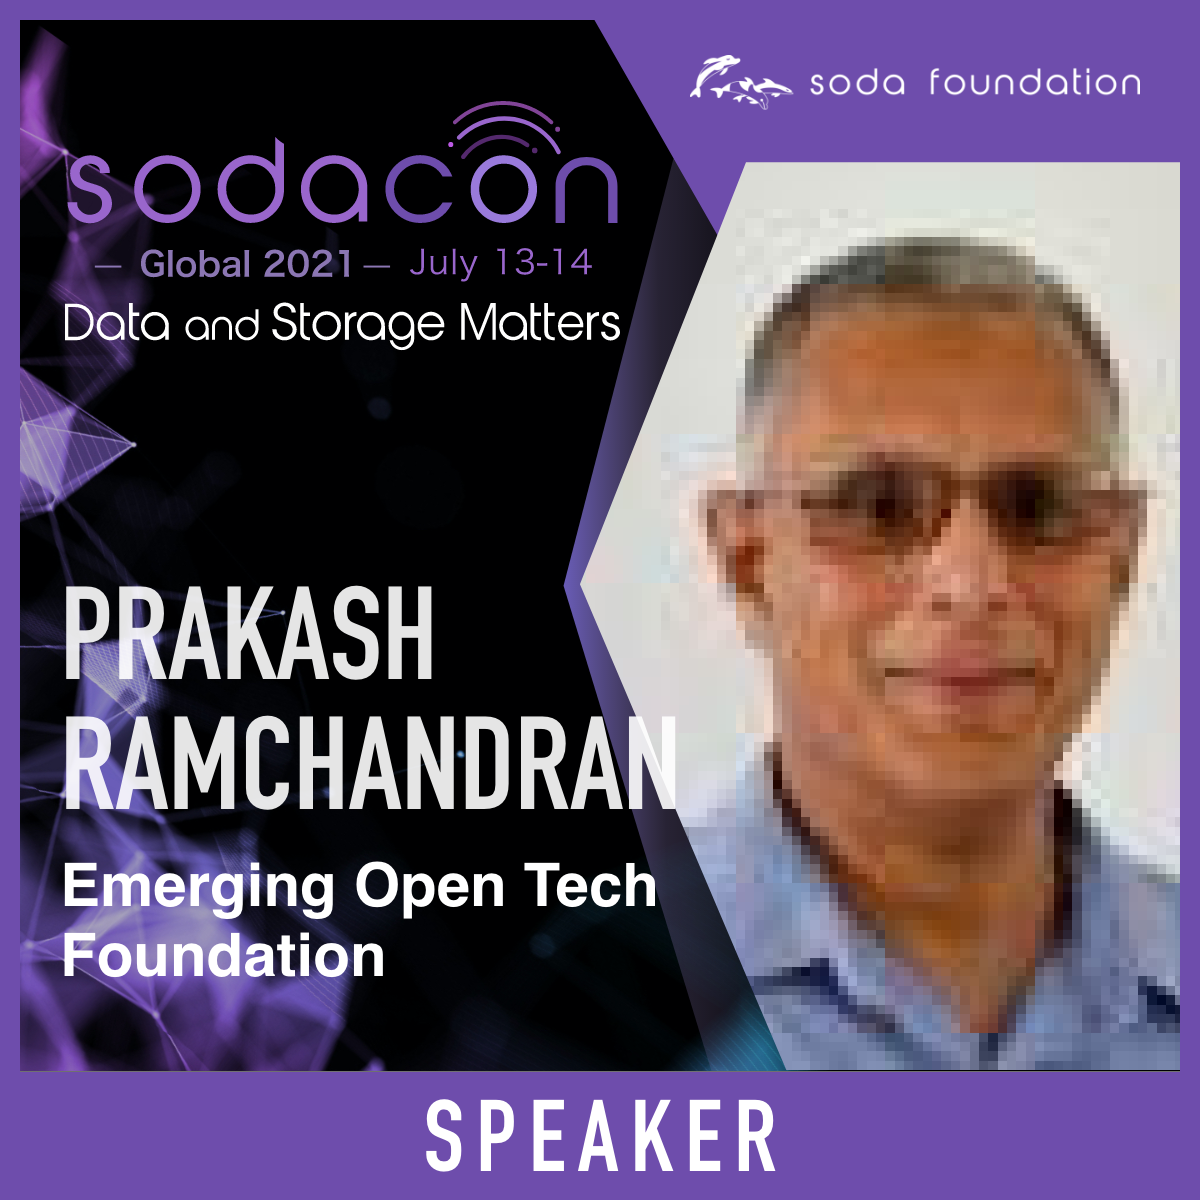 soda foundation
sodacon
— Global 2021 — July 13-14
Data and Storage Matters
PRAKASH
RAMCHANDRAN
Emerging Open Tech
Foundation
SPEAKER